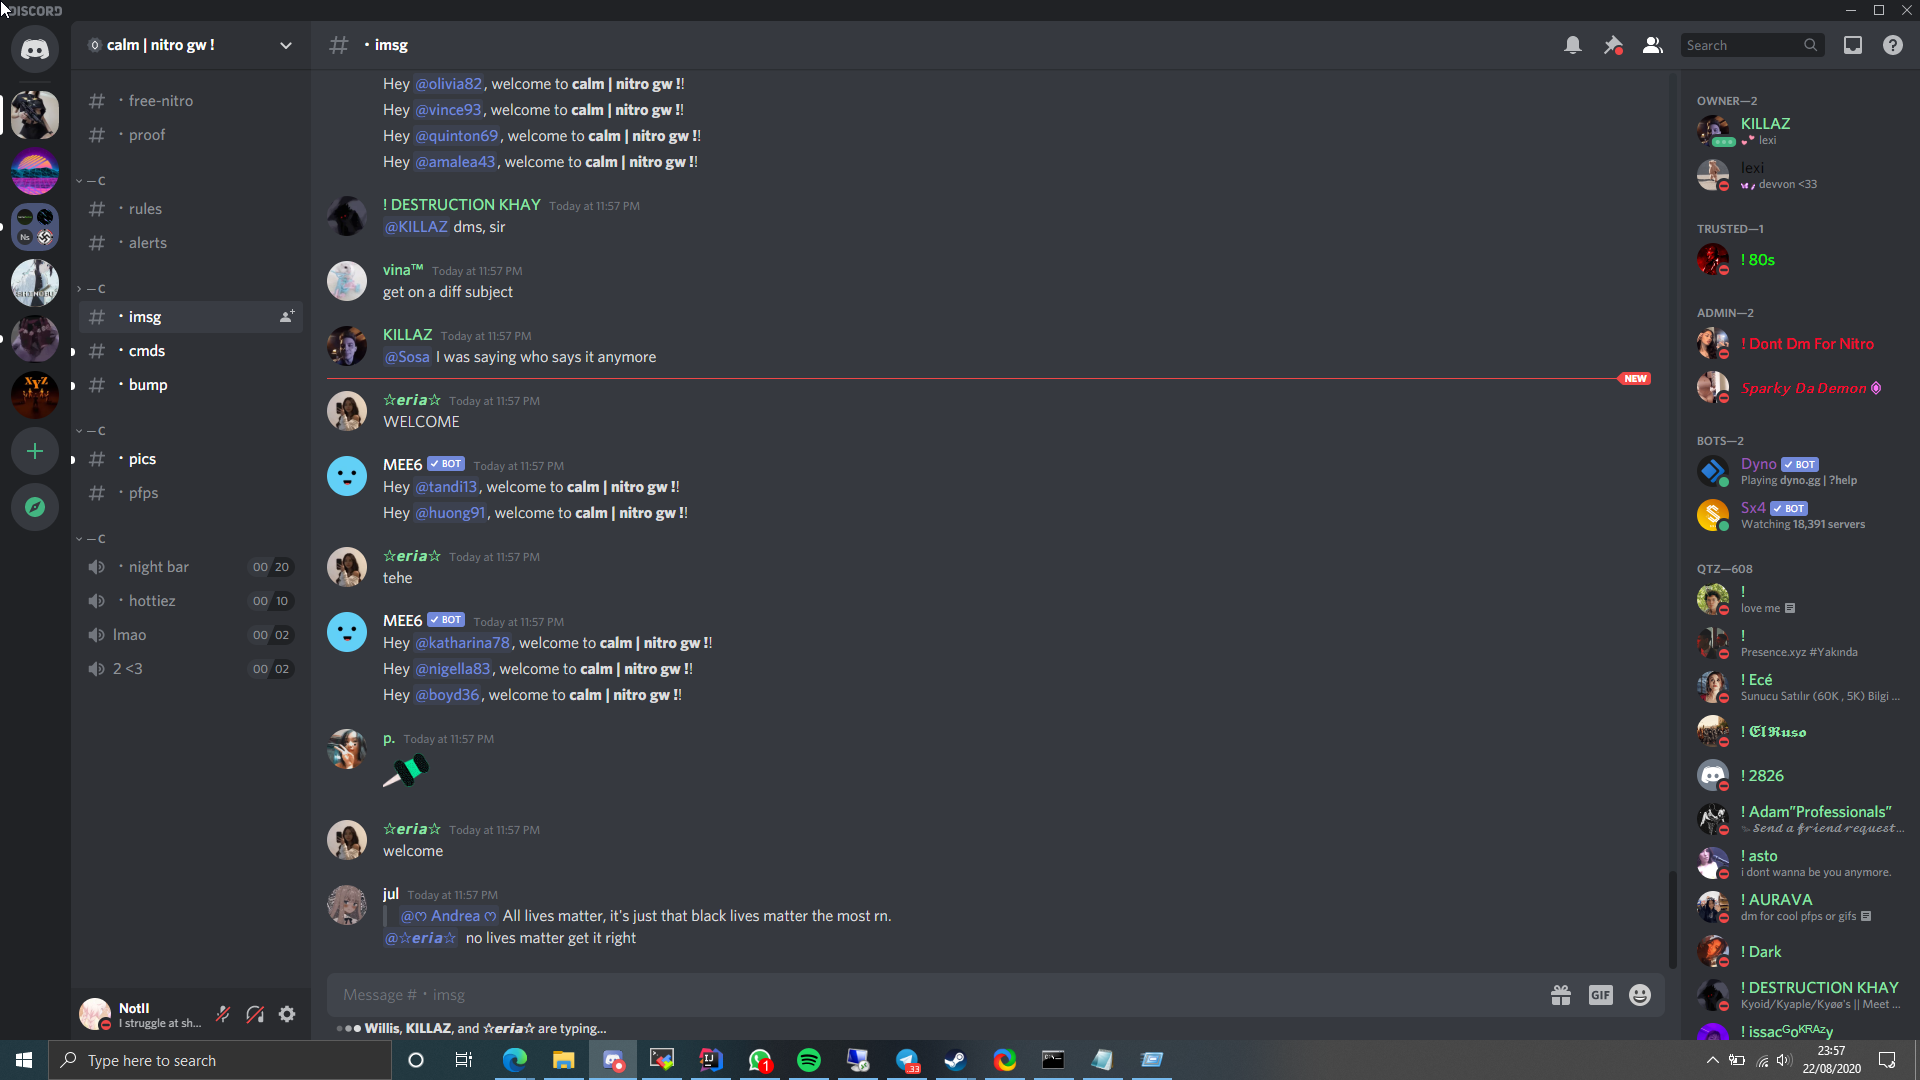 DISCORD
calm | nitro gw !
・free-nitro
・proof
— C
・rules
・alerts
— C
・imsg
・cmds
・bump
— C
・pics
・pfps
— C
・night bar 00 20
・hottiez 00 10
lmao 00 02
2 <3 00 02
NotII
I struggle at sh...
XYZ
Ns
# ・imsg
Search
Hey @olivia82, welcome to calm | nitro gw !!
Hey @vince93, welcome to calm | nitro gw !!
Hey @quinton69, welcome to calm | nitro gw !!
Hey @amalea43, welcome to calm | nitro gw !!
! DESTRUCTION KHAY Today at 11:57 PM
@KILLAZ dms, sir
vina™ Today at 11:57 PM
get on a diff subject
KILLAZ Today at 11:57 PM
@Sosa I was saying who says it anymore
NEW
☆eria☆ Today at 11:57 PM
WELCOME
MEE6 ✓ BOT Today at 11:57 PM
Hey @tandi13, welcome to calm | nitro gw !!
Hey @huong91, welcome to calm | nitro gw !!
☆eria☆ Today at 11:57 PM
tehe
MEE6 ✓ BOT Today at 11:57 PM
Hey @katharina78, welcome to calm | nitro gw !!
Hey @nigella83, welcome to calm | nitro gw !!
Hey @boyd36, welcome to calm | nitro gw !!
p. Today at 11:57 PM
☆eria☆ Today at 11:57 PM
welcome
jul Today at 11:57 PM
@ღ Andrea ღ All lives matter, it's just that black lives matter the most rn.
@☆eria☆ no lives matter get it right
Message #・imsg
GIF
Willis, KILLAZ, and ☆eria☆ are typing...
OWNER—2
KILLAZ
lexi
lexi
devvon <33
TRUSTED—1
! 80s
ADMIN—2
! Dont Dm For Nitro
Sparky Da Demon
BOTS—2
Dyno ✓ BOT
Playing dyno.gg | ?help
Sx4 ✓ BOT
Watching 18,391 servers
QTZ—608
!
love me
!
Presence.xyz #Yakında
! Ecé
Sunucu Satılır (60K , 5K) Bilgi ...
! 𝕰𝖑𝕽𝖚𝖘𝖔
! 2826
! Adam"Professionals"
𝓢𝓮𝓷𝓭 𝓪 𝓯𝓻𝓲𝓮𝓷𝓭 𝓻𝓮𝓺𝓾𝓮𝓼𝓽...
! asto
i dont wanna be you anymore.
! AURAVA
dm for cool pfps or gifs
! Dark
! DESTRUCTION KHAY
Kyoid/Kyaple/Kyøø's || Meet ...
! issacᴳoᴷᴿᴬzy
Type here to search
1
33
23:57
22/08/2020